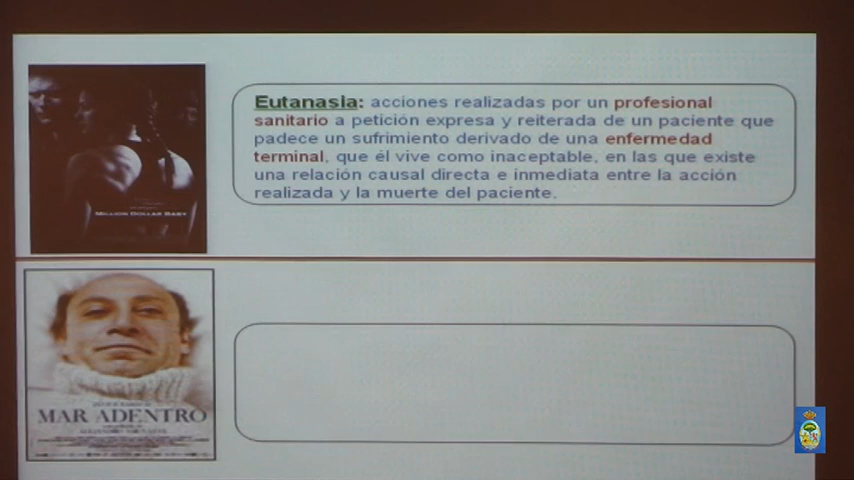 Eutanasia: acciones realizadas por un profesional
sanitario a petición expresa y reiterada de un paciente que
padece un sufrimiento derivado de una enfermedad
terminal, que él vive como inaceptable, en las que existe
una relación causal directa e inmediata entre la acción
realizada y la muerte del paciente.
MILLION DOLLAR BABY
MAR ADENTRO